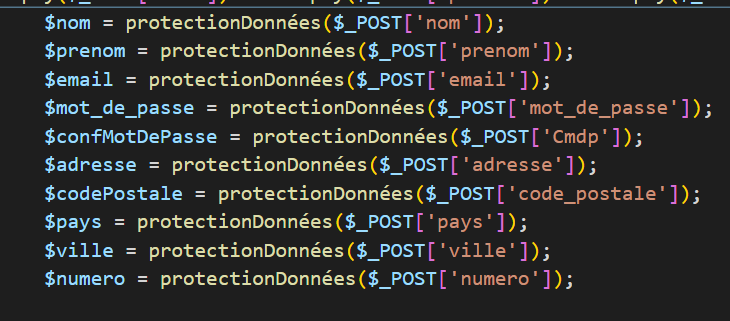 $nom = protectionDonnées($_POST['nom']);
$prenom = protectionDonnées($_POST['prenom']);
$email = protectionDonnées($_POST['email']);
$mot_de_passe = protectionDonnées($_POST['mot_de_passe']);
$confMotDePasse = protectionDonnées($_POST['Cmdp']);
$adresse = protectionDonnées($_POST['adresse']);
$codePostale = protectionDonnées($_POST['code_postale']);
$pays = protectionDonnées($_POST['pays']);
$ville = protectionDonnées($_POST['ville']);
$numero = protectionDonnées($_POST['numero']);